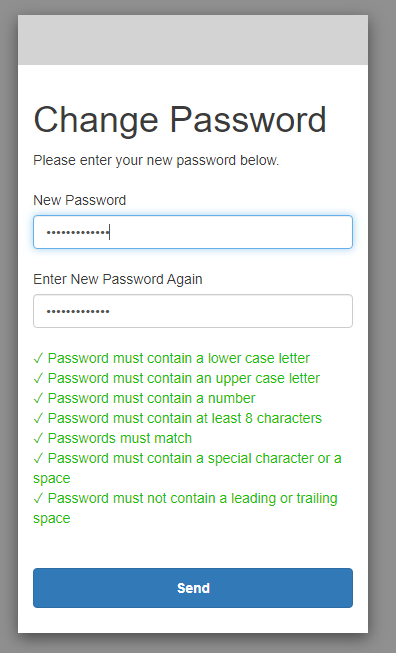 Change Password
Please enter your new password below.
New Password
•••••••••••••
Enter New Password Again
•••••••••••••
✓ Password must contain a lower case letter
✓ Password must contain an upper case letter
✓ Password must contain a number
✓ Password must contain at least 8 characters
✓ Passwords must match
✓ Password must contain a special character or a
space
✓ Password must not contain a leading or trailing
space
Send